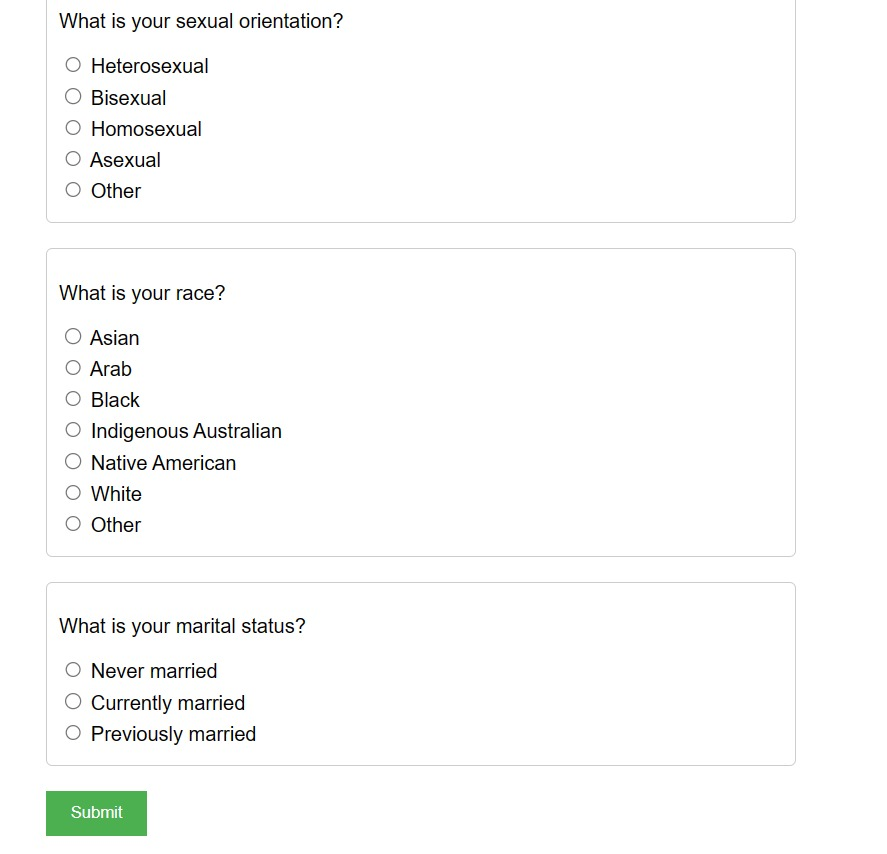 What is your sexual orientation?
Heterosexual
Bisexual
Homosexual
Asexual
Other
What is your race?
Asian
Arab
Black
Indigenous Australian
Native American
White
Other
What is your marital status?
Never married
Currently married
Previously married
Submit